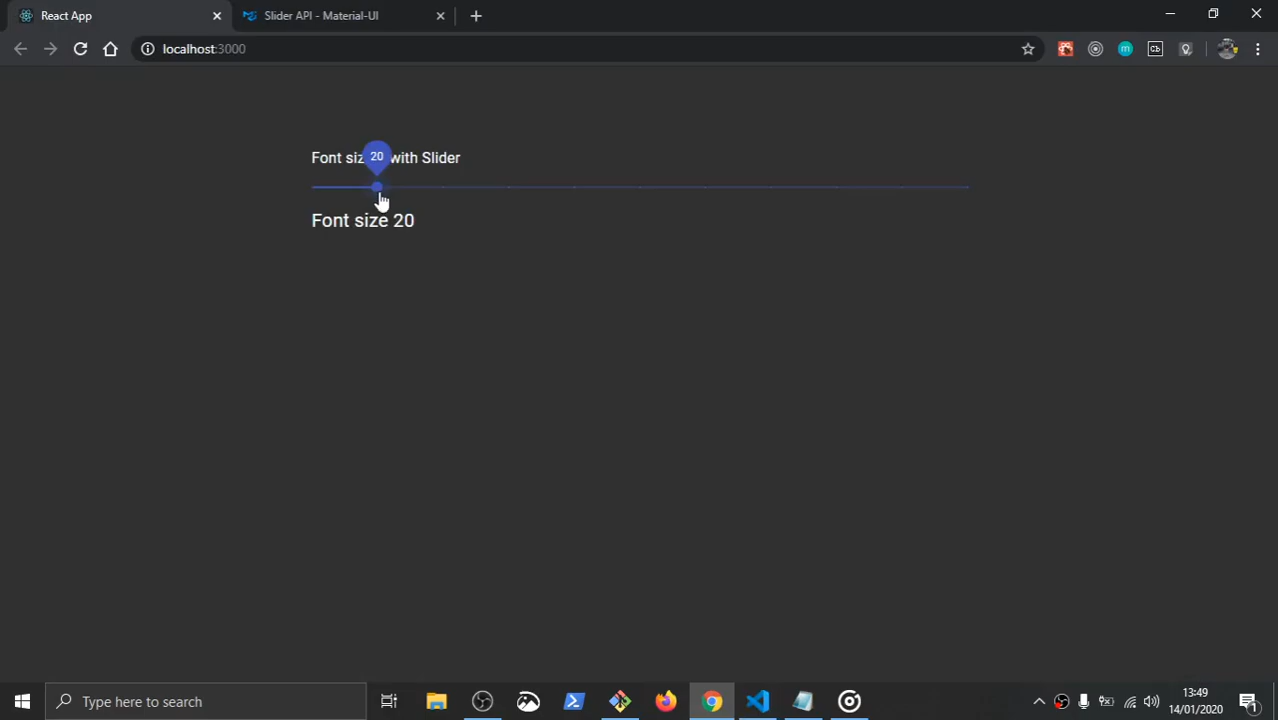 React App
Slider API - Material-UI
localhost:3000
20
Font siz with Slider
Font size 20
Type here to search
13:49
14/01/2020